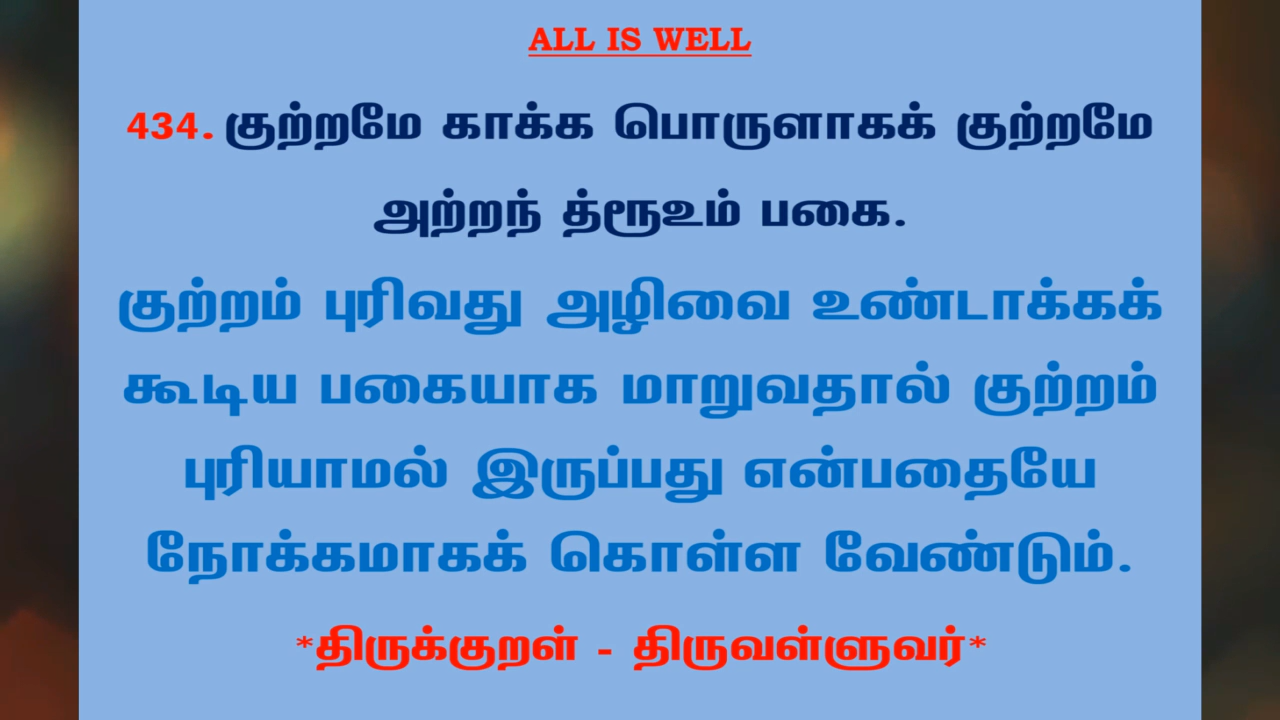 ALL IS WELL
434. குற்றமே காக்க பொருளாகக் குற்றமே
அற்றந் த்ரூஉம் பகை.
குற்றம் புரிவது அழிவை உண்டாக்கக்
கூடிய பகையாக மாறுவதால் குற்றம்
புரியாமல் இருப்பது என்பதையே
நோக்கமாகக் கொள்ள வேண்டும்.
*திருக்குறள் - திருவள்ளுவர்*